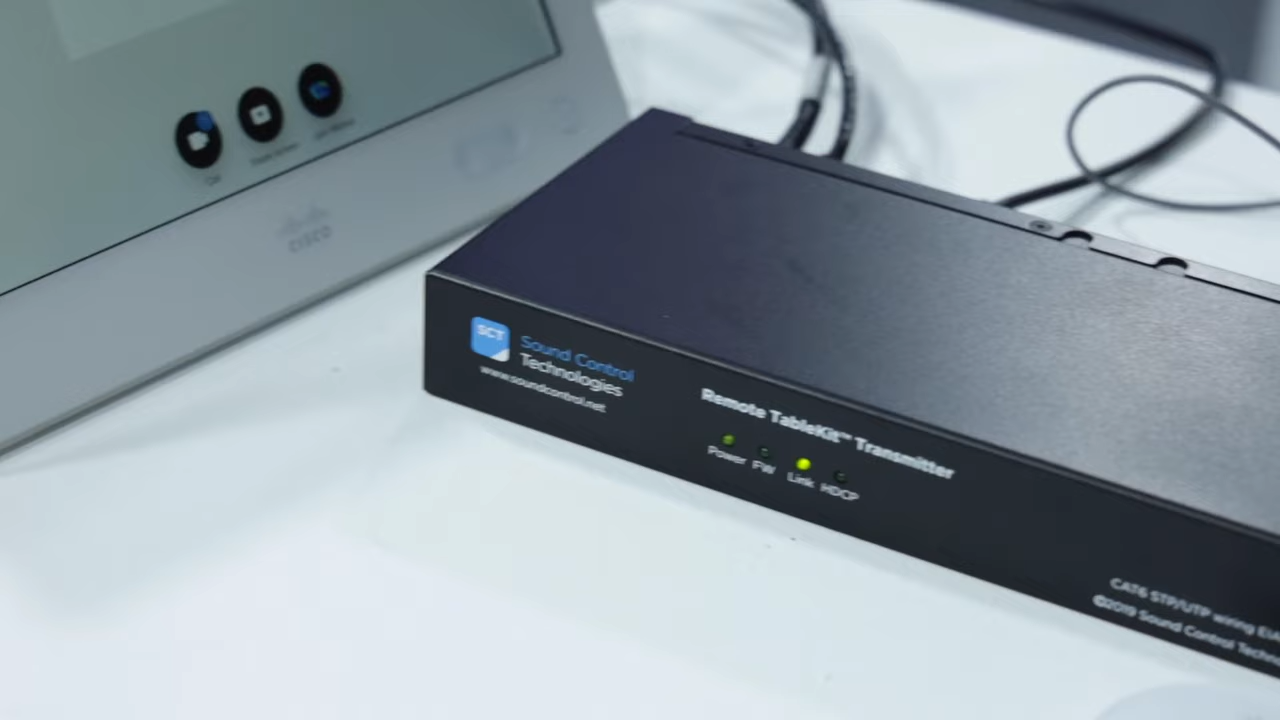 CISCO
SCT
Sound Control
Technologies
www.soundcontrol.net
Remote TableKit™ Transmitter
Power FW Link HDCP
CAT6 STP/UTP wiring
©2019 Sound Control